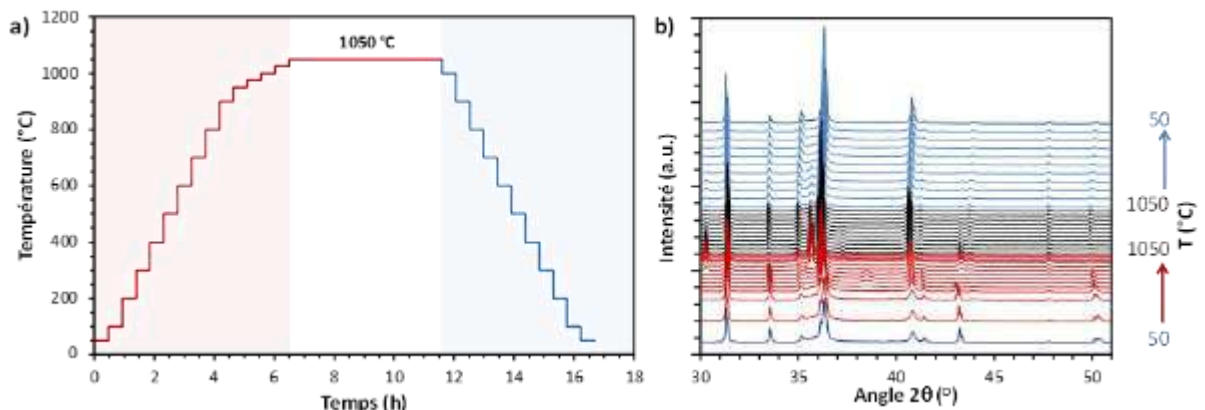 a)
1200
1000
800
600
400
200
0
Température (°C)
1050 °C
0 2 4 6 8 10 12 14 16 18
Temps (h)
b)
Intensité (a.u.)
30 35 40 45 50
Angle 2θ (°)
50
1050
1050
50
T (°C)